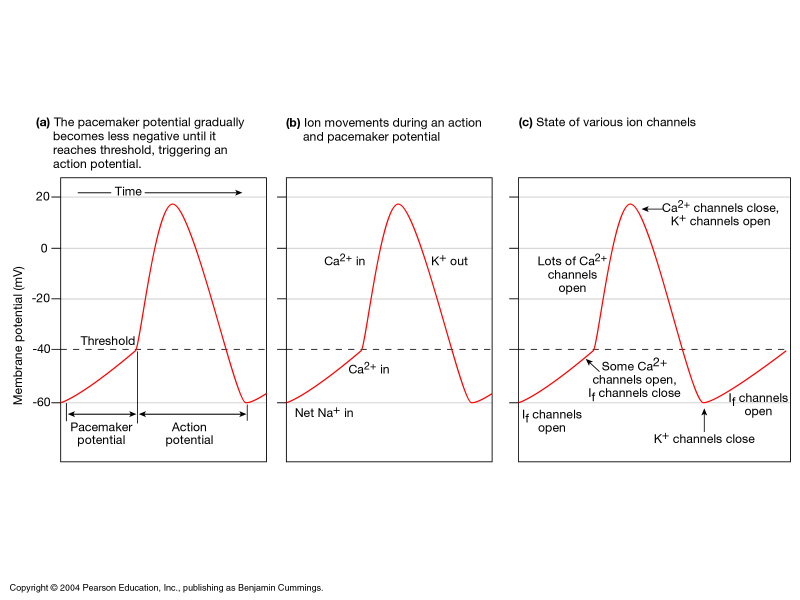 (a) The pacemaker potential gradually
becomes less negative until it
reaches threshold, triggering an
action potential.
20
0
-20
-40
-60
Membrane potential (mV)
Time
Threshold
Pacemaker
potential
Action
potential
(b) Ion movements during an action
and pacemaker potential
Ca2+ in
K+ out
Ca2+ in
Net Na+ in
(c) State of various ion channels
Ca2+ channels close,
K+ channels open
Lots of Ca2+
channels
open
Some Ca2+
channels open,
If channels close
If channels
open
If channels
open
K+ channels close
Copyright © 2004 Pearson Education, Inc., publishing as Benjamin Cummings.